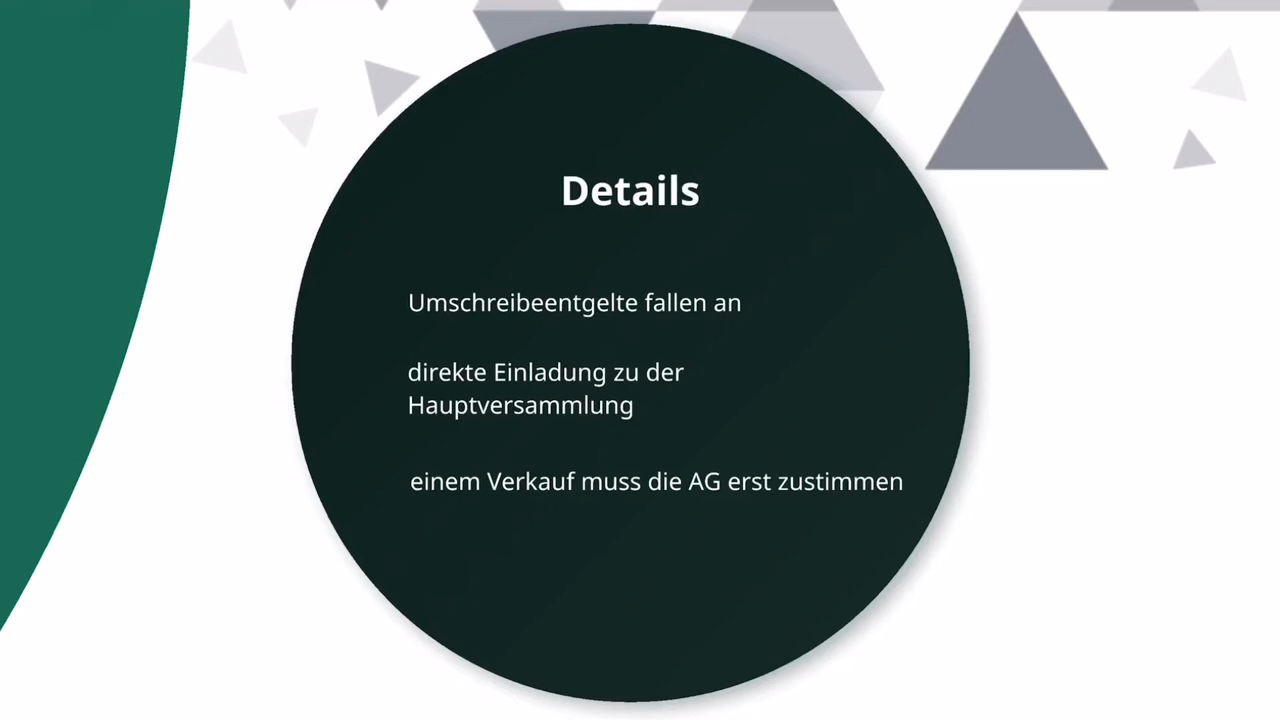 Details
Umschreibeentgelte fallen an
direkte Einladung zu der
Hauptversammlung
einem Verkauf muss die AG erst zustimmen